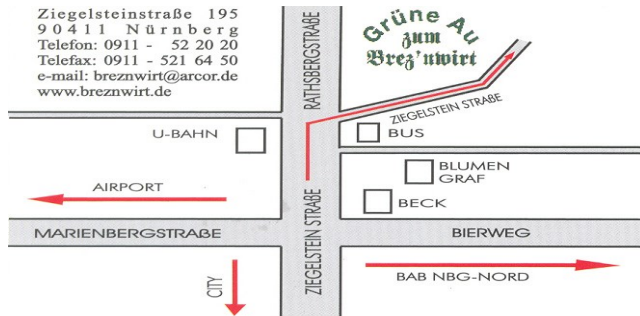 Ziegelsteinstraße 195
90411 Nürnberg
Telefon: 0911 - 52 20 20
Telefax: 0911 - 521 64 50
e-mail: breznwirt@arcor.de
www.breznwirt.de
Grüne Au
zum
Brez'nwirt
RATHSBERGSTRAßE
ZIEGELSTEIN STRAßE
U-BAHN
BUS
BLUMEN
GRAF
AIRPORT
BECK
ZIEGELSTEIN STRAßE
MARIENBERGSTRAßE
BIERWEG
CITY
BAB NBG-NORD